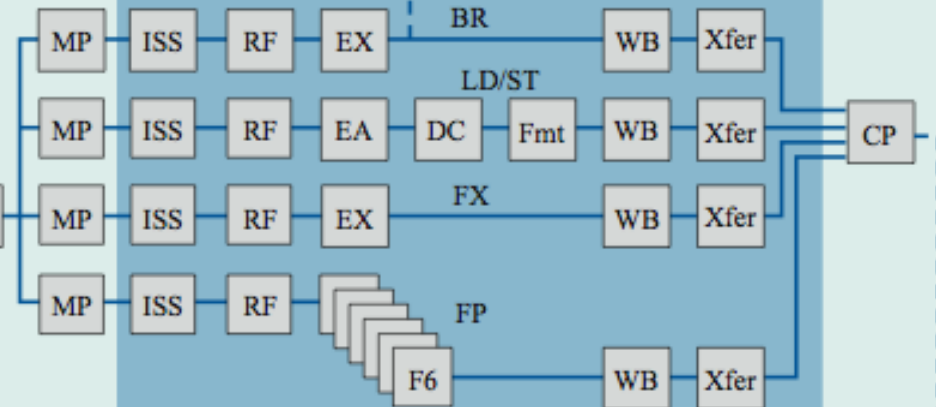 BR
MP ISS RF EX WB Xfer
LD/ST
MP ISS RF EA DC Fmt WB Xfer CP
FX
MP ISS RF EX WB Xfer
MP ISS RF FP
F6 WB Xfer